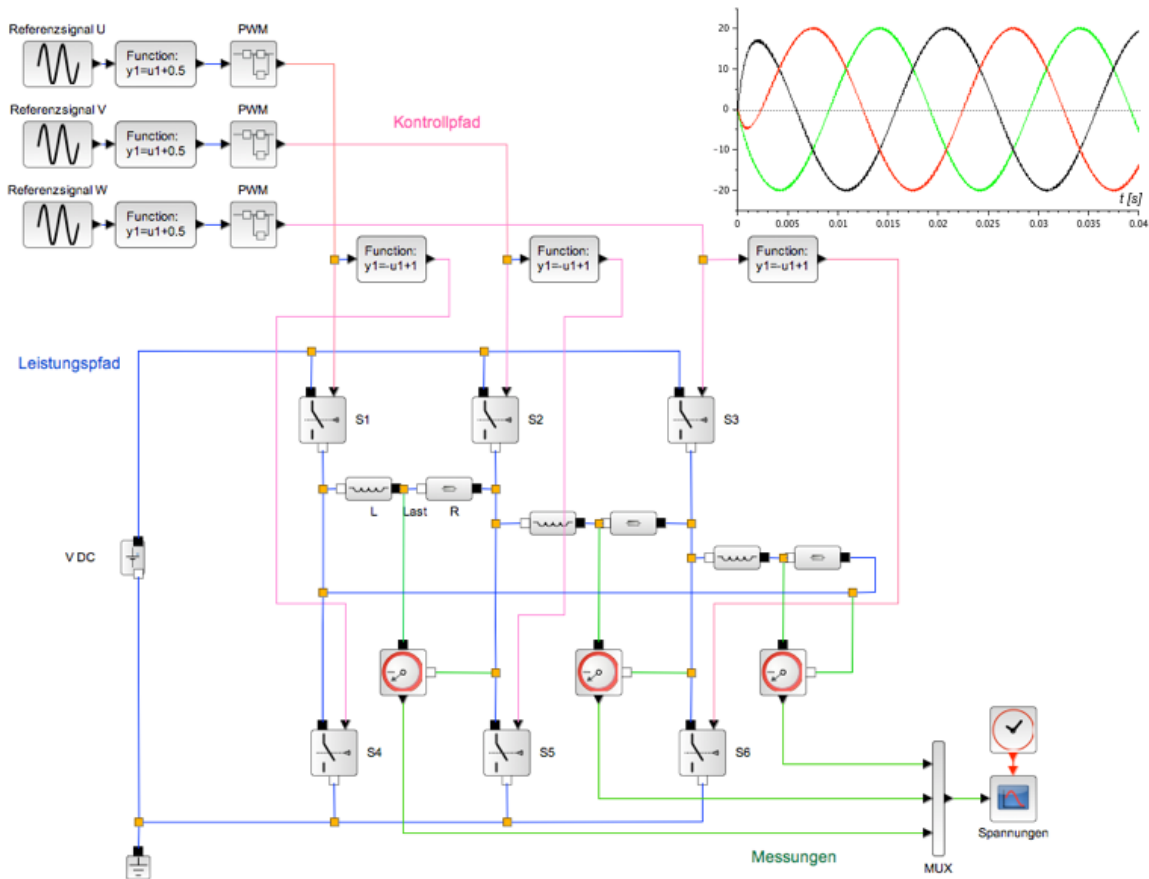 Referenzsignal U
PWM
Function:
y1=u1+0.5
Referenzsignal V
PWM
Function:
y1=u1+0.5
Kontrollpfad
Referenzsignal W
PWM
Function:
y1=u1+0.5
20
10
0
-10
-20
t [s]
0 0.005 0.01 0.015 0.02 0.025 0.03 0.035 0.04
Function:
y1=-u1+1
Function:
y1=-u1+1
Function:
y1=-u1+1
Leistungspfad
S1
S2
S3
L Last R
V DC
S4
S5
S6
Spannungen
Messungen
MUX